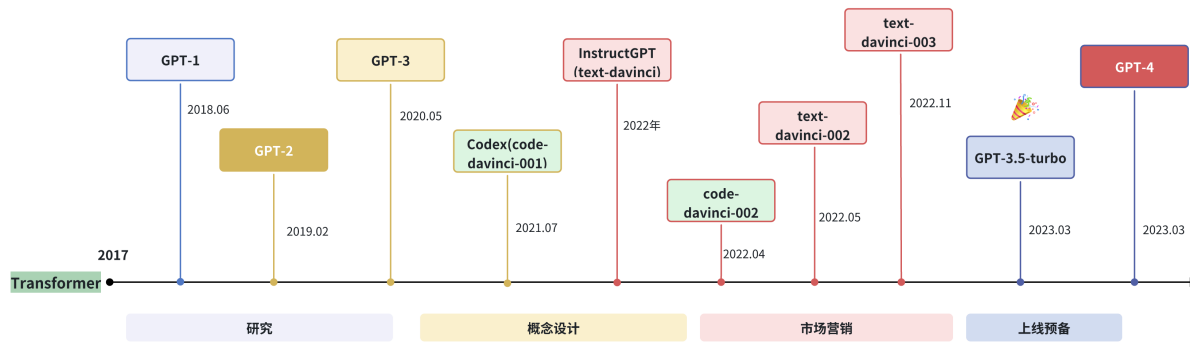 GPT-1
2018.06
GPT-2
2019.02
GPT-3
2020.05
Codex(code-
davinci-001)
2021.07
InstructGPT
(text-davinci)
2022年
code-
davinci-002
2022.04
text-
davinci-002
2022.05
text-
davinci-003
2022.11
GPT-3.5-turbo
2023.03
GPT-4
2023.03
2017
Transformer
研究
概念设计
市场营销
上线预备